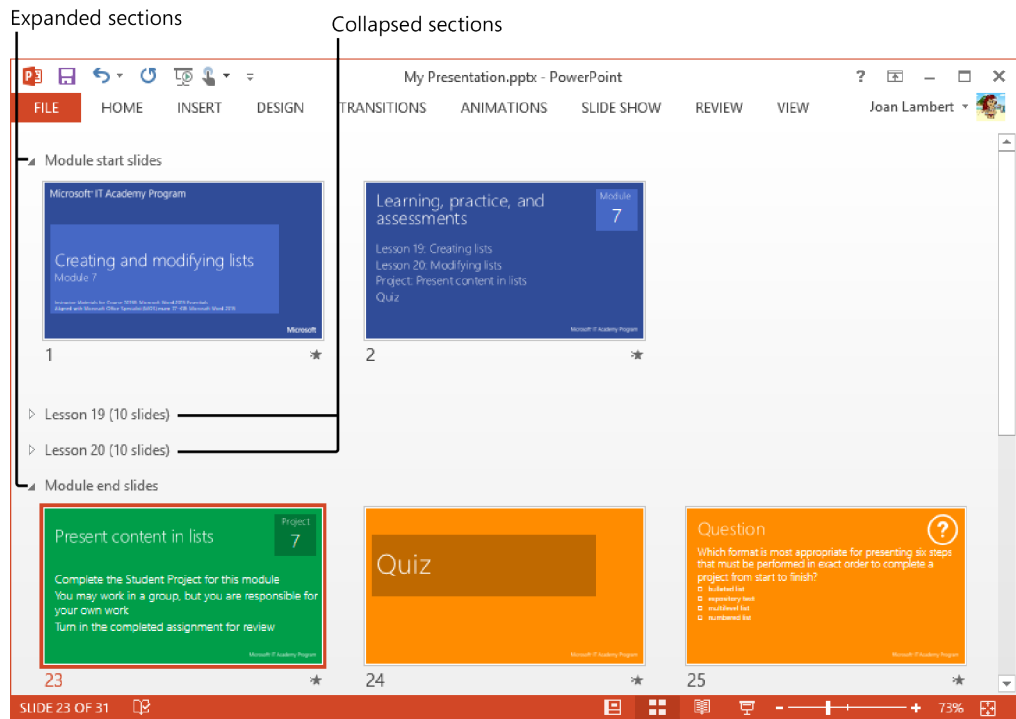 Expanded sections
Collapsed sections
My Presentation.pptx - PowerPoint
?
FILE HOME INSERT DESIGN TRANSITIONS ANIMATIONS SLIDE SHOW REVIEW VIEW Joan Lambert
Module start slides
Microsoft IT Academy Program
Creating and modifying lists
Module 7
Microsoft
1
Learning, practice, and
assessments
Module
7
Lesson 19: Creating lists
Lesson 20: Modifying lists
Project: Present content in lists
Quiz
Microsoft IT Academy Program
2
Lesson 19 (10 slides)
Lesson 20 (10 slides)
Module end slides
Present content in lists
Project
7
Complete the Student Project for this module
You may work in a group, but you are responsible for
your own work
Turn in the completed assignment for review
Microsoft IT Academy Program
23
Quiz
Microsoft IT Academy Program
24
Question
?
Which format is most appropriate for presenting six steps
that must be performed in exact order to complete a
project from start to finish?
bulleted list
repository text
multilevel list
numbered list
Microsoft IT Academy Program
25
SLIDE 23 OF 31
73%